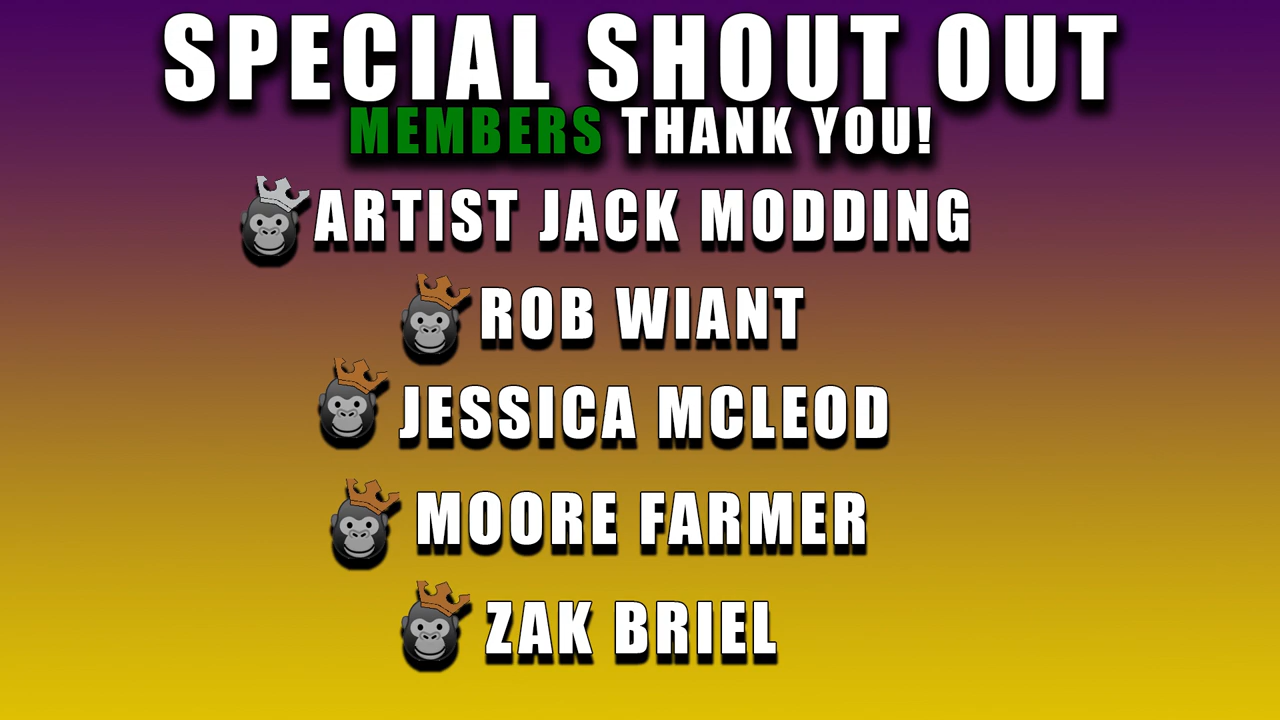 SPECIAL SHOUT OUT
MEMBERS THANK YOU!
ARTIST JACK MODDING
ROB WIANT
JESSICA MCLEOD
MOORE FARMER
ZAK BRIEL